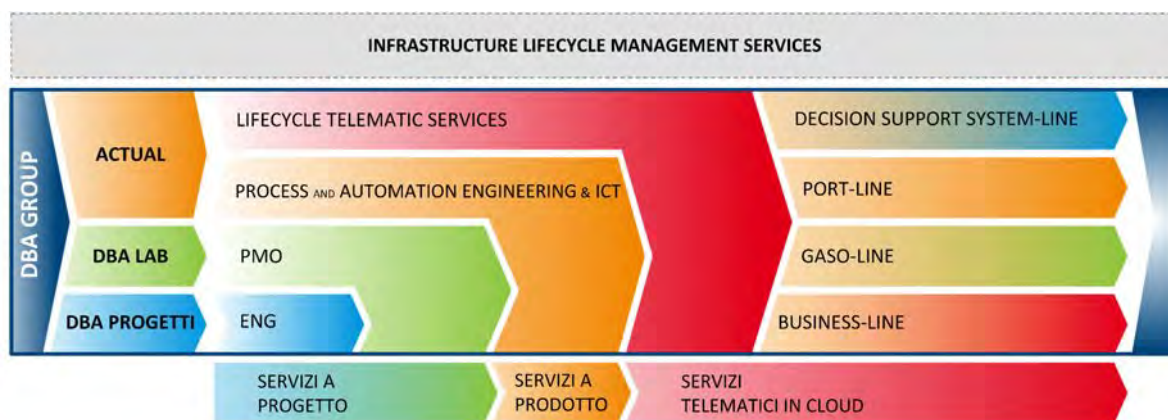 INFRASTRUCTURE LIFECYCLE MANAGEMENT SERVICES
DBA GROUP
ACTUAL
DBA LAB
DBA PROGETTI
LIFECYCLE TELEMATIC SERVICES
PROCESS AND AUTOMATION ENGINEERING & ICT
PMO
ENG
DECISION SUPPORT SYSTEM-LINE
PORT-LINE
GASO-LINE
BUSINESS-LINE
SERVIZI A
PROGETTO
SERVIZI A
PRODOTTO
SERVIZI
TELEMATICI IN CLOUD